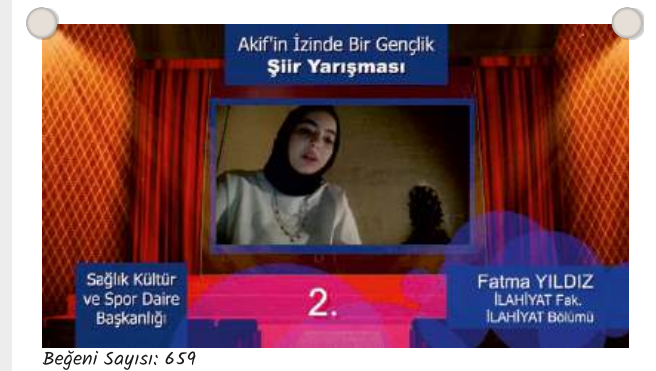 Akif'in İzinde Bir Gençlik
Şiir Yarışması
Sağlık Kültür
ve Spor Daire
Başkanlığı
2.
Fatma YILDIZ
İLAHİYAT Fak.
İLAHİYAT Bölümü
Beğeni Sayısı: 659